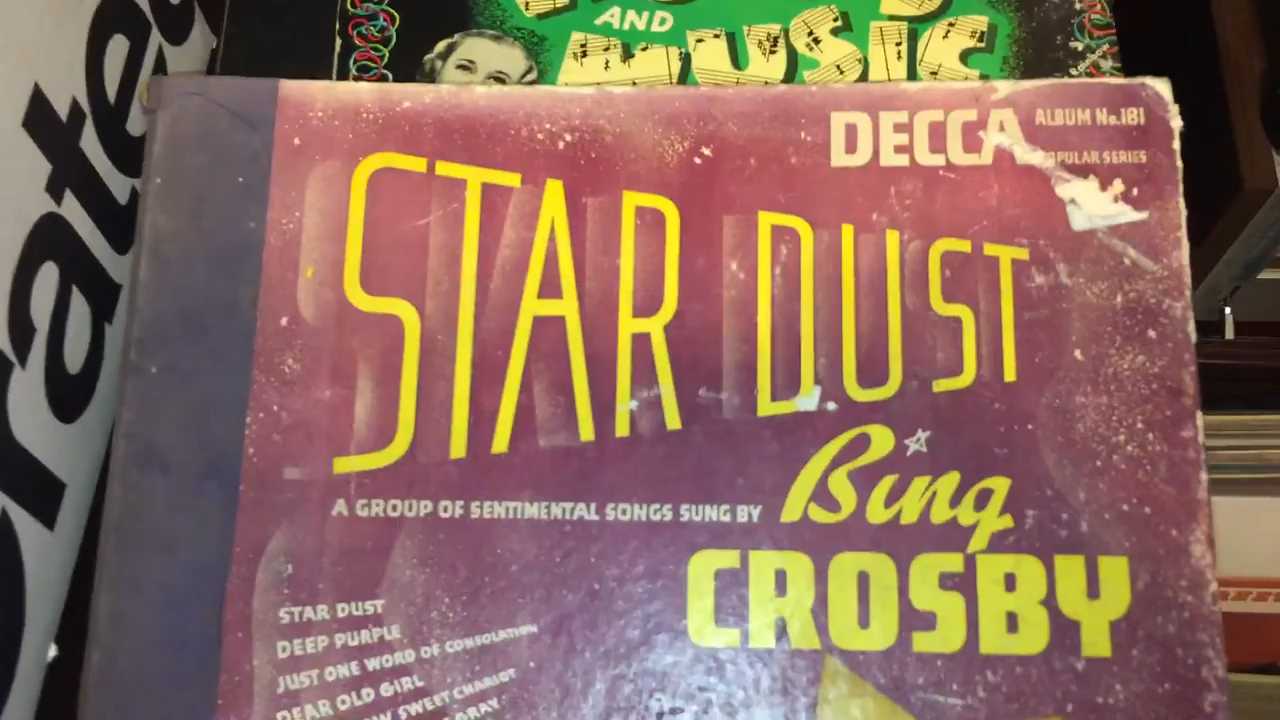 AND
MUSIC
DECCA ALBUM No.181
POPULAR SERIES
STAR DUST
A GROUP OF SENTIMENTAL SONGS SUNG BY Bing
CROSBY
STAR DUST
DEEP PURPLE
JUST ONE WORD OF CONSOLATION
DEAR OLD GIRL
SWEET CHARIOT
GRAY